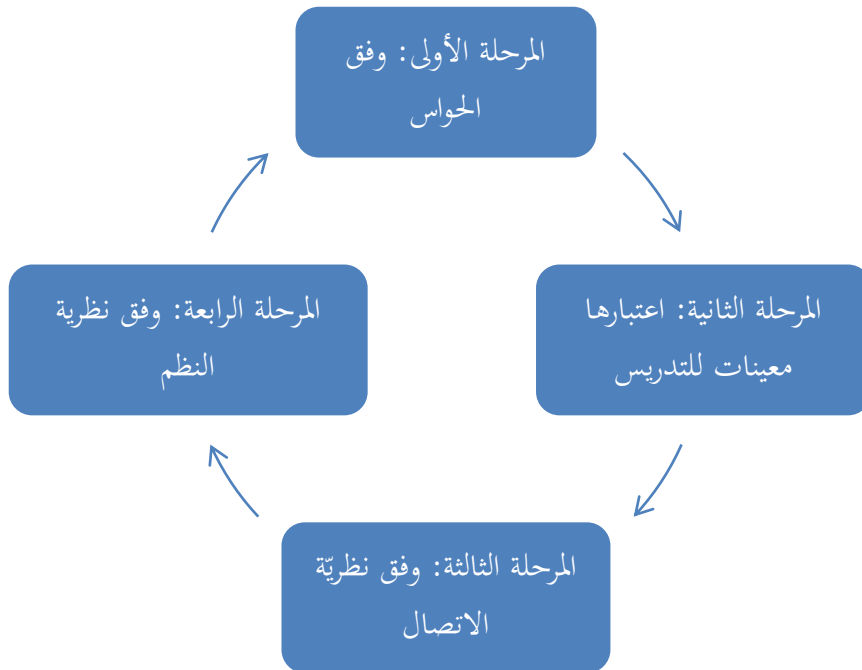 المرحلة الأولى: وفق
الحواس
المرحلة الثانية: اعتبارها
معينات للتدريس
المرحلة الثالثة: وفق نظريّة
الاتصال
المرحلة الرابعة: وفق نظرية
النظم